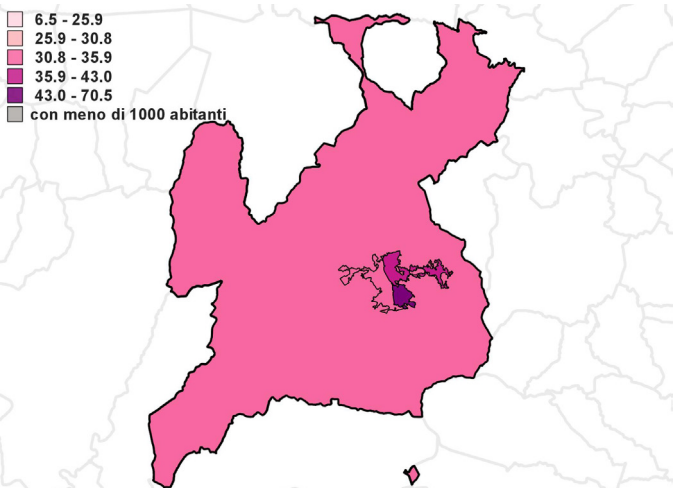 6.5 - 25.9
25.9 - 30.8
30.8 - 35.9
35.9 - 43.0
43.0 - 70.5
con meno di 1000 abitanti